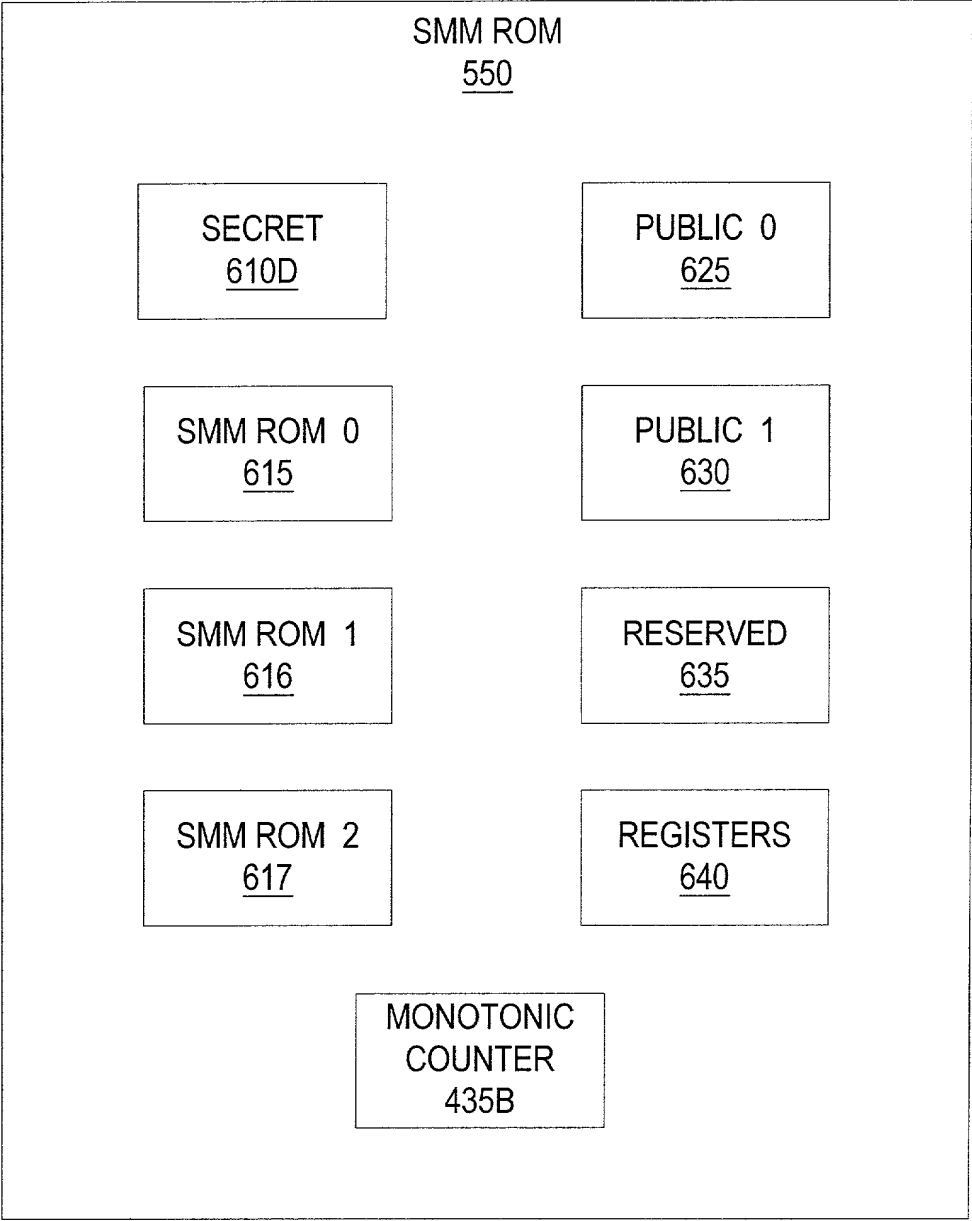 SMM ROM
550
SECRET
610D
PUBLIC 0
625
SMM ROM 0
615
PUBLIC 1
630
SMM ROM 1
616
RESERVED
635
SMM ROM 2
617
REGISTERS
640
MONOTONIC
COUNTER
435B